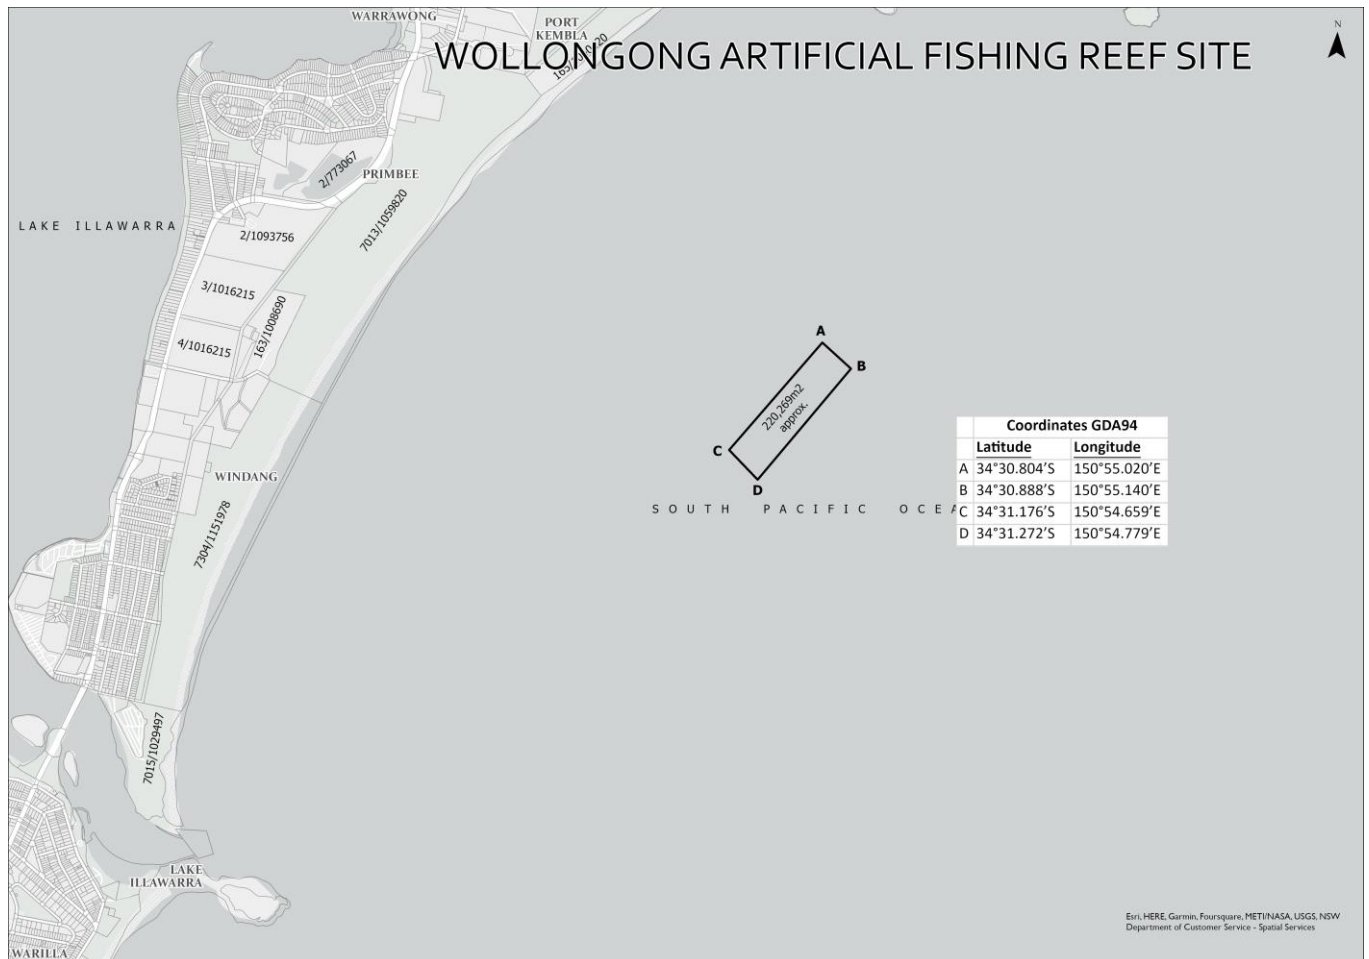 WARRAWONG
PORT
KEMBLA
N
WOLLONGONG ARTIFICIAL FISHING REEF SITE
2/773067
PRIMBEE
7013/1059820
LAKE ILLAWARRA
2/1093756
3/1016215
163/1008690
4/1016215
A
B
220,269m2
approx.
C
D
WINDANG
7304/1151978
SOUTH PACIFIC OCEA
Coordinates GDA94
Latitude Longitude
A 34°30.804'S 150°55.020'E
B 34°30.888'S 150°55.140'E
C 34°31.176'S 150°54.659'E
D 34°31.272'S 150°54.779'E
7015/1029497
LAKE
ILLAWARRA
WARILLA
Esri, HERE, Garmin, Foursquare, METI/NASA, USGS, NSW
Department of Customer Service - Spatial Services